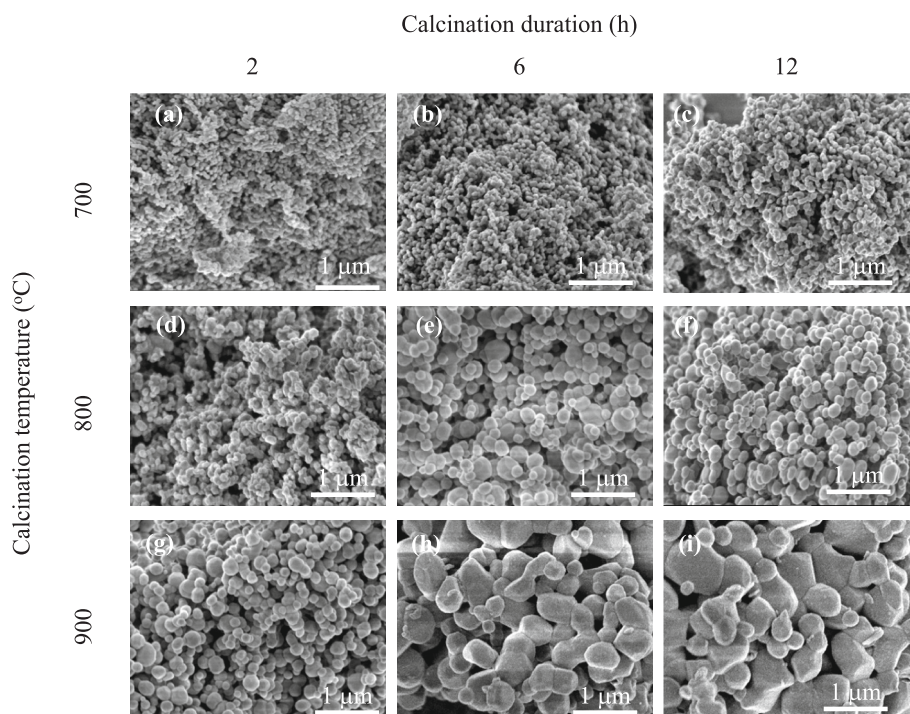 Calcination duration (h)
2 6 12
Calcination temperature (ºC)
700
(a) (b) (c)
1 µm 1 µm 1 µm
800
(d) (e) (f)
1 µm 1 µm 1 µm
900
(g) (h) (i)
1 µm 1 µm 1 µm